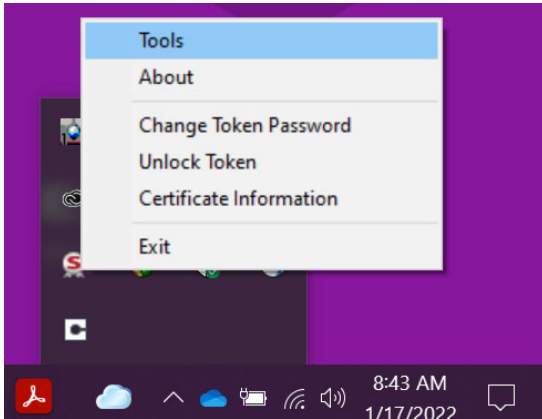 Tools
About
Change Token Password
Unlock Token
Certificate Information
Exit
S
C
8:43 AM
1/17/2022